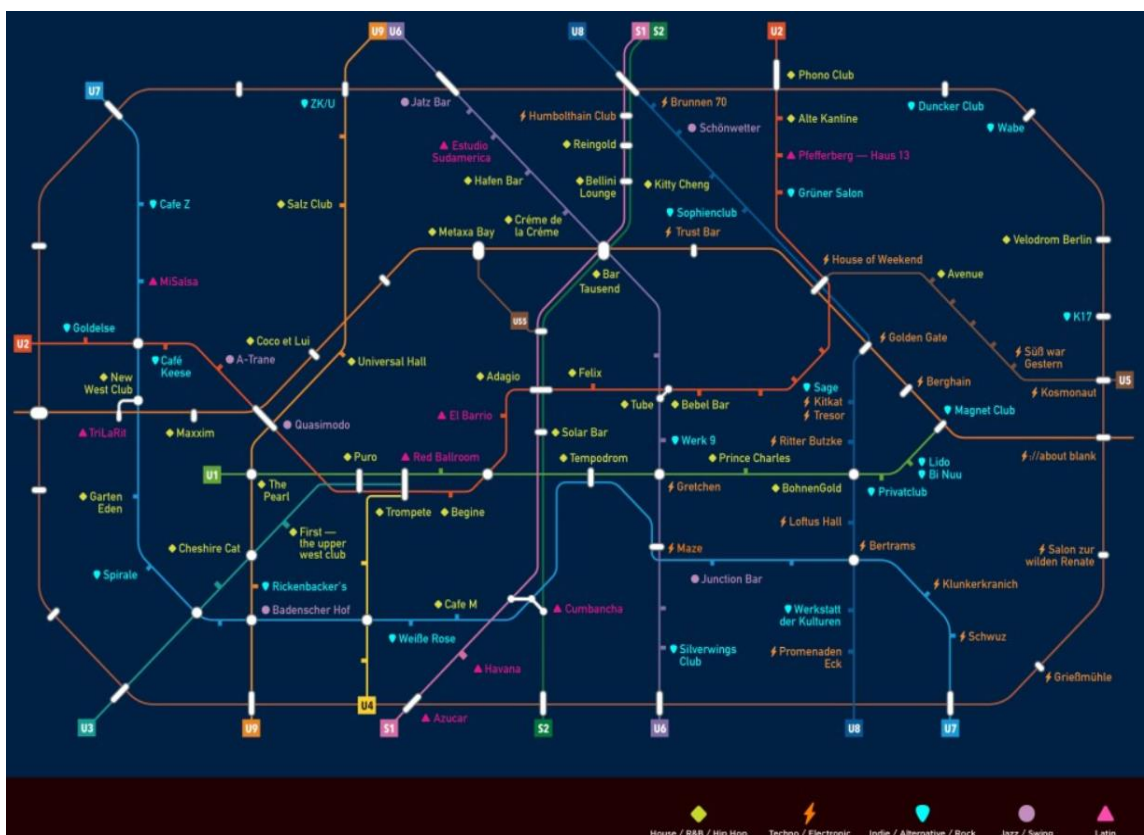 U9 U6
U8
S1 S2
U2
U7
Phono Club
ZK/U
Jatz Bar
Brunnen 70
Duncker Club
Humbolthain Club
Alte Kantine
Schönwetter
Wabe
Estudio
Sudamerica
Reingold
Pfefferberg — Haus 13
Hafen Bar
Bellini
Lounge
Kitty Cheng
Grüner Salon
Cafe Z
Salz Club
Sophienclub
Créme de
la Créme
Metaxa Bay
Trust Bar
Velodrom Berlin
House of Weekend
MiSalsa
Bar
Tausend
Avenue
U55
K17
Goldelse
U2
Coco et Lui
Golden Gate
Café
Keese
A-Trane
Universal Hall
Süß war
Gestern
New
West Club
Adagio
Felix
Sage
Berghain
U5
Kitkat
Kosmonaut
Tube
Bebel Bar
Tresor
Magnet Club
El Barrio
TriLaRit
Maxxim
Quasimodo
Solar Bar
Werk 9
Ritter Butzke
://about blank
Puro
Red Ballroom
Tempodrom
Prince Charles
Lido
Bi Nuu
U1
The
Pearl
Gretchen
BohnenGold
Privatclub
Garten
Eden
Trompete
Begine
Loftus Hall
First —
the upper
west club
Cheshire Cat
Maze
Bertrams
Salon zur
wilden Renate
Spirale
Rickenbacker's
Junction Bar
Klunkerkranich
Badenscher Hof
Cafe M
Cumbancha
Werkstatt
der Kulturen
Weiße Rose
Schwuz
Silverwings
Club
Promenaden
Eck
Havana
Grießmühle
U4
Azucar
U3
U9
S1
S2
U6
U8
U7
House / R&B / Hip Hop
Techno / Electronic
Indie / Alternative / Rock
Jazz / Swing
Latin